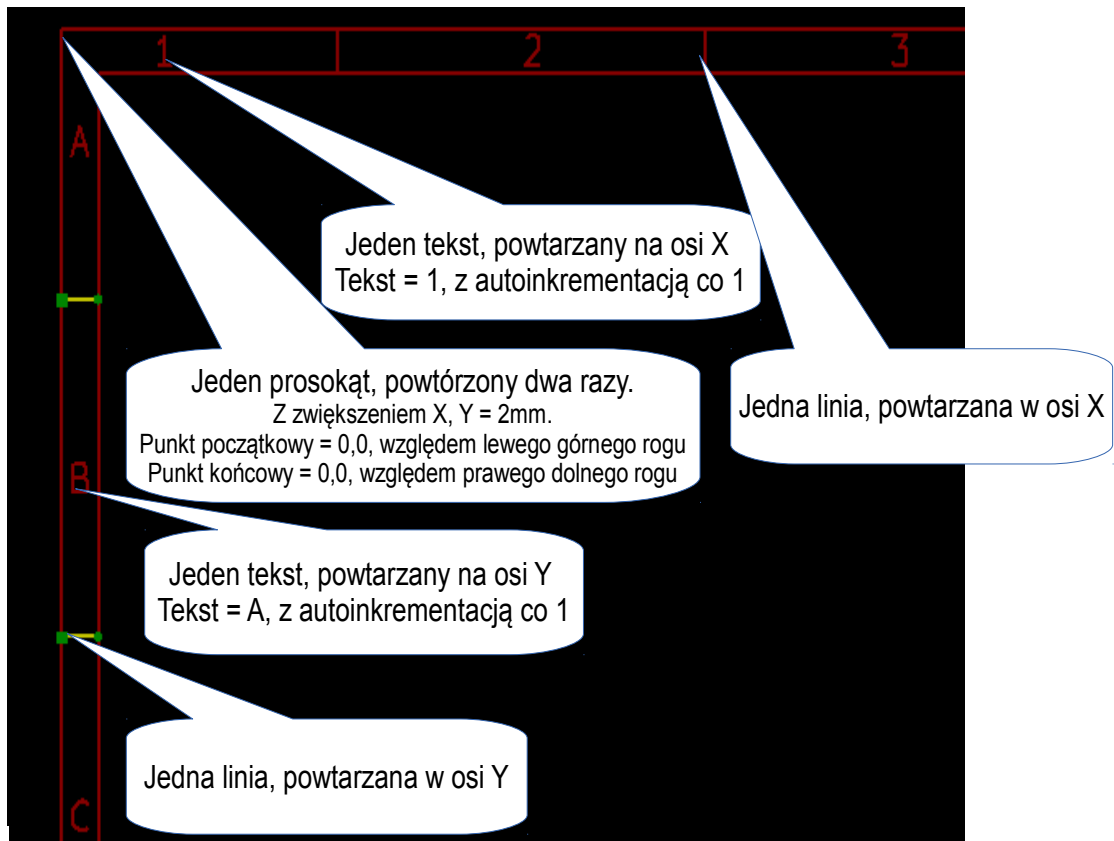 1 2 3
A
Jeden tekst, powtarzany na osi X
Tekst = 1, z autoinkrementacją co 1
Jeden prosokąt, powtórzony dwa razy.
Z zwiększeniem X, Y = 2mm.
Punkt początkowy = 0,0, względem lewego górnego rogu
Punkt końcowy = 0,0, względem prawego dolnego rogu
Jedna linia, powtarzana w osi X
B
Jeden tekst, powtarzany na osi Y
Tekst = A, z autoinkrementacją co 1
Jedna linia, powtarzana w osi Y
C